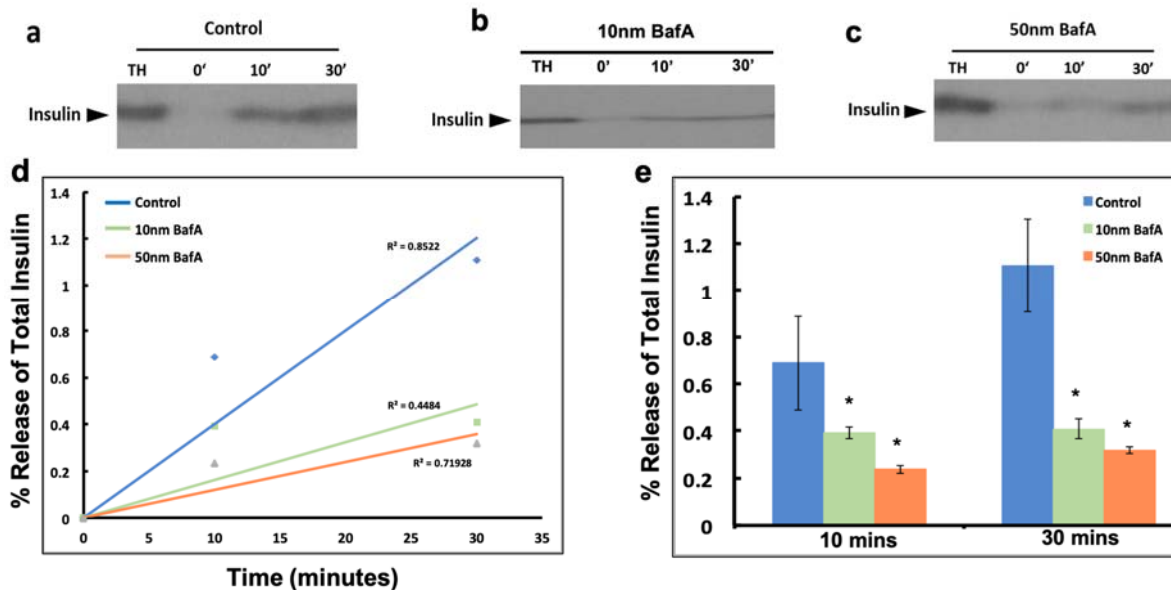 a
Control
TH 0' 10' 30'
Insulin
b
10nm BafA
TH 0' 10' 30'
Insulin
c
50nm BafA
TH 0' 10' 30'
Insulin
d
% Release of Total Insulin
1.4
1.2
1
0.8
0.6
0.4
0.2
0
Control
10nm BafA
50nm BafA
R² = 0.8522
R² = 0.4484
R² = 0.71928
0 5 10 15 20 25 30 35
Time (minutes)
e
% Release of Total Insulin
1.4
1.2
1
0.8
0.6
0.4
0.2
0
Control
10nm BafA
50nm BafA
* *
* *
10 mins 30 mins